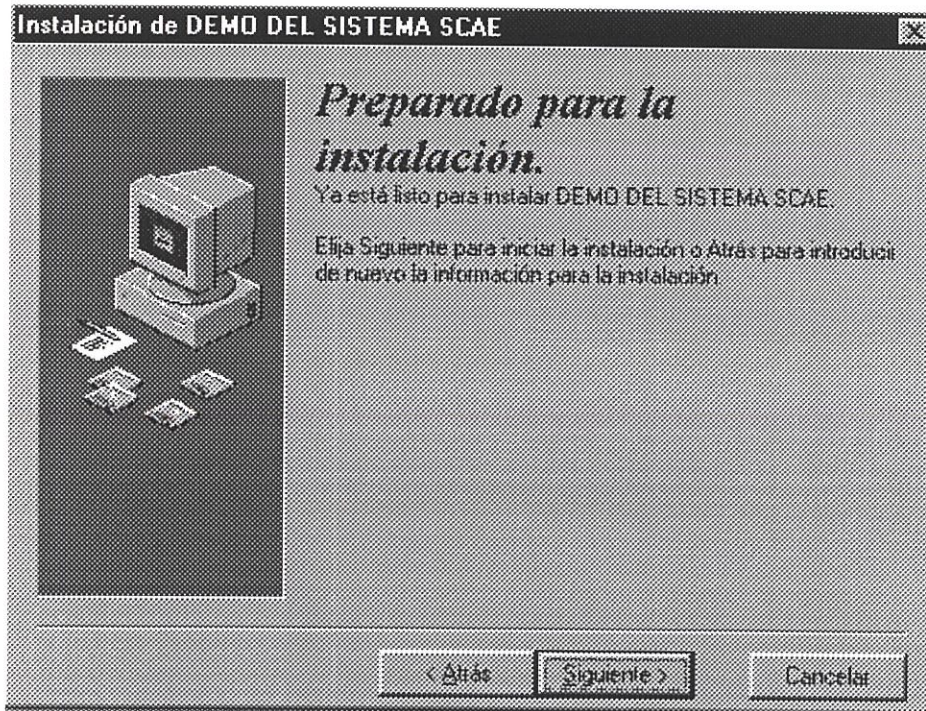 Instalación de DEMO DEL SISTEMA SCAE
Preparado para la
instalación.
Ya está listo para instalar DEMO DEL SISTEMA SCAE.
Elija Siguiente para iniciar la instalación o Atrás para introducir
de nuevo la información para la instalación.
< Atrás
Siguiente >
Cancelar